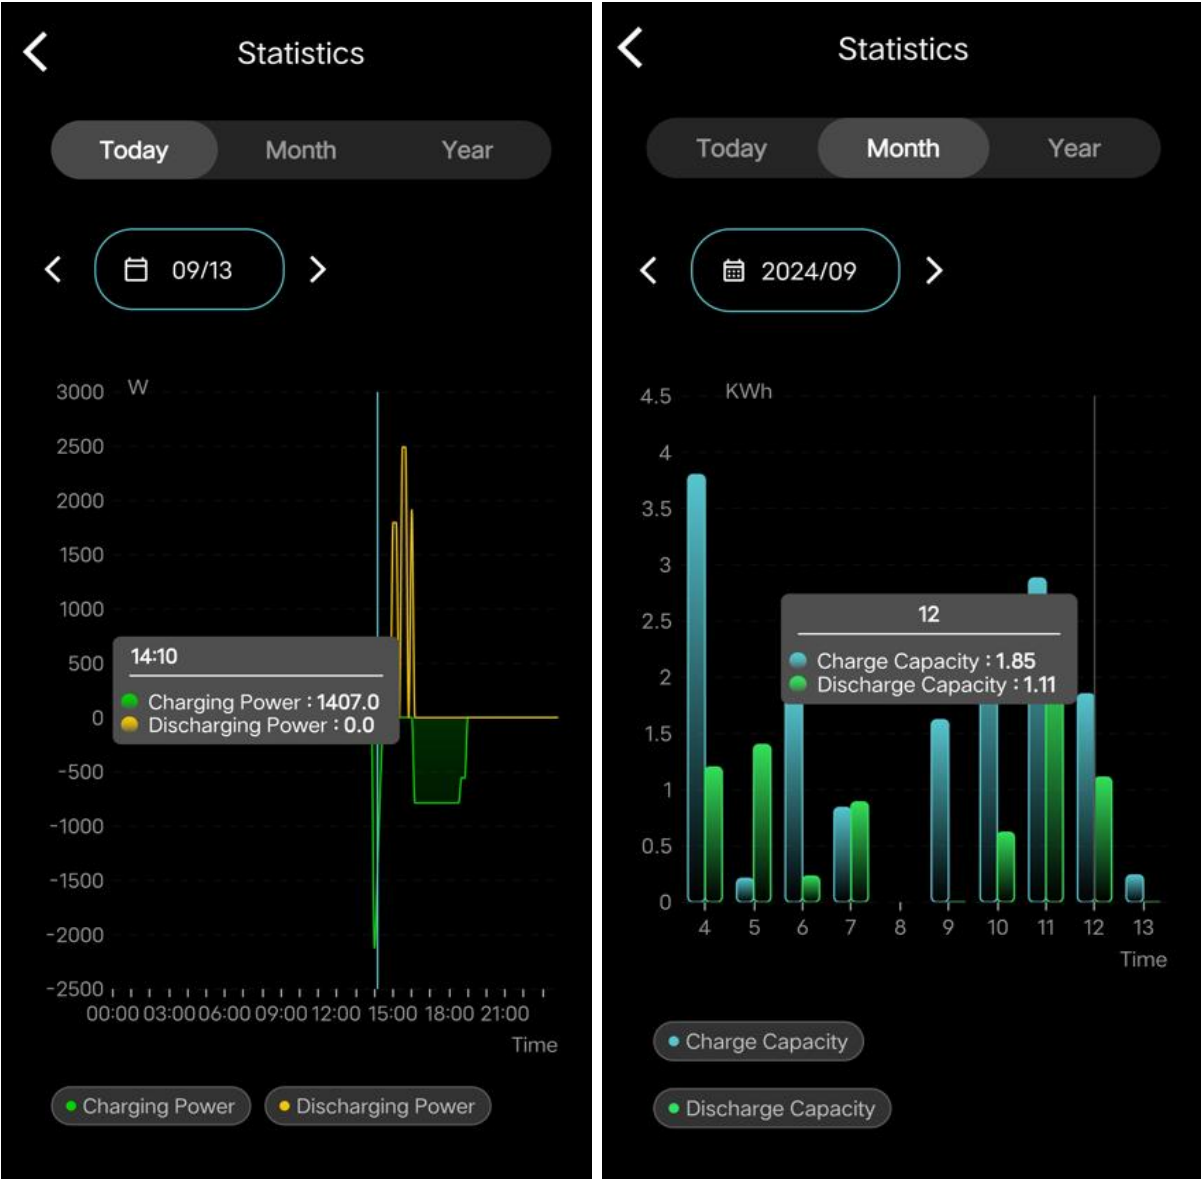 Statistics
Today Month Year
09/13
W
3000
2500
2000
1500
1000
500
0
-500
-1000
-1500
-2000
-2500
14:10
Charging Power : 1407.0
Discharging Power : 0.0
00:00 03:00 06:00 09:00 12:00 15:00 18:00 21:00
Time
Charging Power Discharging Power
Statistics
Today Month Year
2024/09
KWh
4.5
4
3.5
3
2.5
2
1.5
1
0.5
0
12
Charge Capacity : 1.85
Discharge Capacity : 1.11
4 5 6 7 8 9 10 11 12 13
Time
Charge Capacity
Discharge Capacity